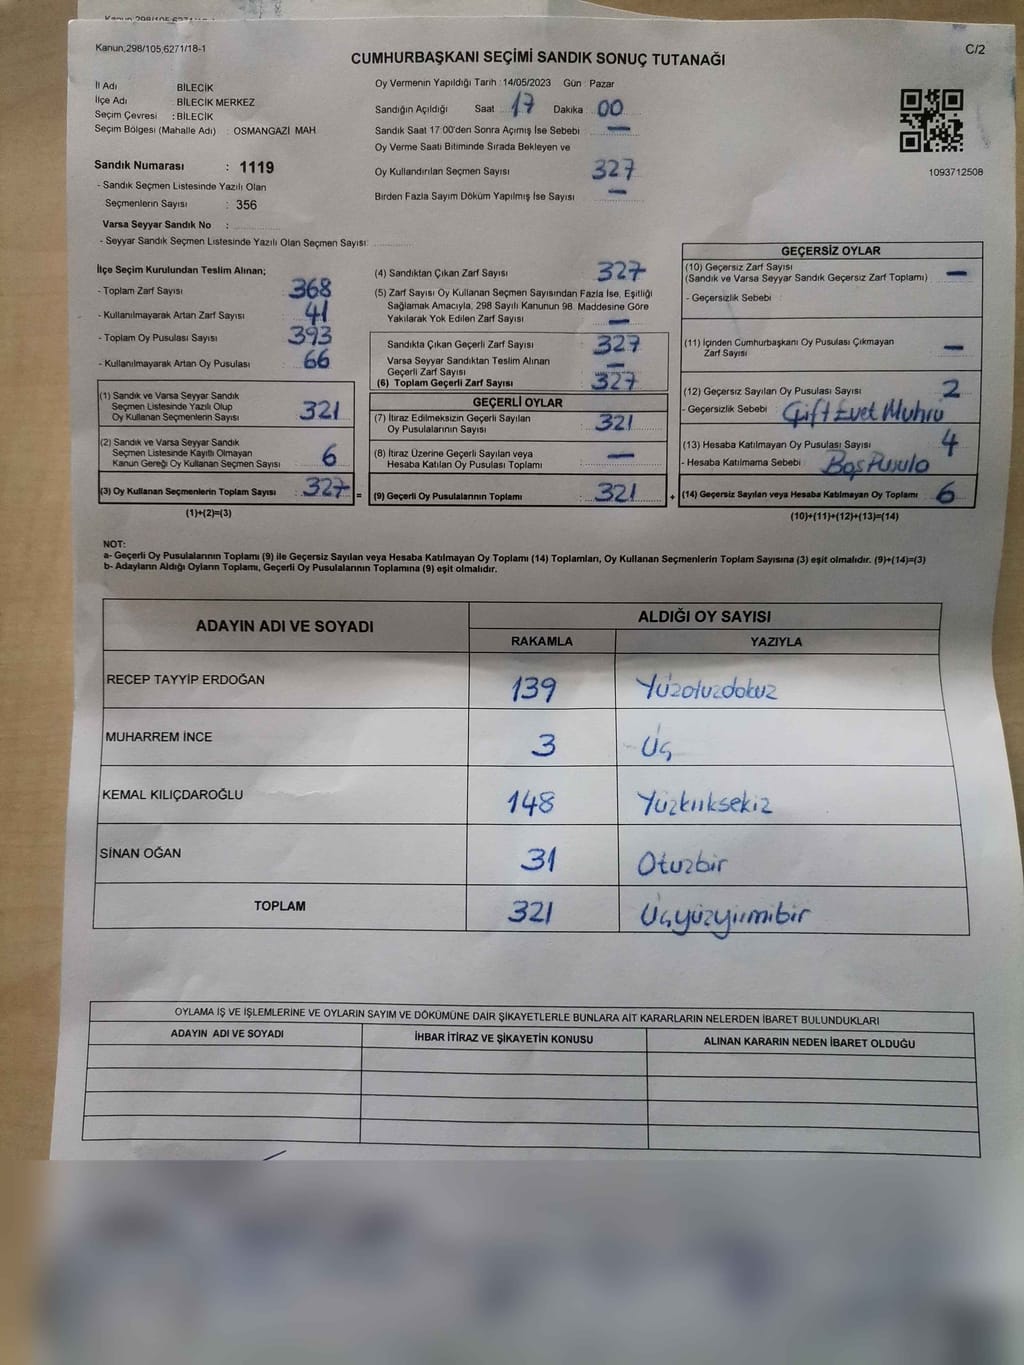 Kanun,298/105,6271/18-1
C/2
CUMHURBAŞKANI SEÇİMİ SANDIK SONUÇ TUTANAĞI
İl Adı BİLECİK
İlçe Adı : BİLECİK MERKEZ
Seçim Çevresi : BİLECİK
Seçim Bölgesi (Mahalle Adı) : OSMANGAZİ MAH.
Sandık Numarası : 1119
- Sandık Seçmen Listesinde Yazılı Olan
Seçmenlerin Sayısı : 356
Varsa Seyyar Sandık No :
- Seyyar Sandık Seçmen Listesinde Yazılı Olan Seçmen Sayısı:
Oy Vermenin Yapıldığı Tarih : 14/05/2023 Gün : Pazar
Sandığın Açıldığı Saat 17 Dakika 00
Sandık Saat 17 00'den Sonra Açımış İse Sebebi —
Oy Verme Saati Bitiminde Sırada Bekleyen ve
Oy Kullandırılan Seçmen Sayısı 327
Birden Fazla Sayım Döküm Yapılmış İse Sayısı —
1093712508
İlçe Seçim Kurulundan Teslim Alınan;
- Toplam Zarf Sayısı : 368
- Kullanılmayarak Artan Zarf Sayısı : 41
- Toplam Oy Pusulası Sayısı : 393
- Kullanılmayarak Artan Oy Pusulası : 66
(1) Sandık ve Varsa Seyyar Sandık
Seçmen Listesinde Yazılı Olup
Oy Kullanan Seçmenlerin Sayısı : 321
(2) Sandık ve Varsa Seyyar Sandık
Seçmen Listesinde Kayıtlı Olmayan
Kanun Gereği Oy Kullanan Seçmen Sayısı : 6
(3) Oy Kullanan Seçmenlerin Toplam Sayısı : 327 =
(1)+(2)=(3)
(4) Sandıktan Çıkan Zarf Sayısı : 327
(5) Zarf Sayısı Oy Kullanan Seçmen Sayısından Fazla İse, Eşitliği
Sağlamak Amacıyla, 298 Sayılı Kanunun 98. Maddesine Göre
Yakılarak Yok Edilen Zarf Sayısı : —
Sandıkta Çıkan Geçerli Zarf Sayısı : 327
Varsa Seyyar Sandıktan Teslim Alınan
Geçerli Zarf Sayısı : —
(6) Toplam Geçerli Zarf Sayısı : 327
GEÇERLİ OYLAR
(7) İtiraz Edilmeksizin Geçerli Sayılan
Oy Pusulalarının Sayısı : 321
(8) İtiraz Üzerine Geçerli Sayılan veya
Hesaba Katılan Oy Pusulası Toplamı : —
(9) Geçerli Oy Pusulalarının Toplamı : 321 +
GEÇERSİZ OYLAR
(10) Geçersiz Zarf Sayısı
(Sandık ve Varsa Seyyar Sandık Geçersiz Zarf Toplamı) : —
- Geçersizlik Sebebi :
(11) İçinden Cumhurbaşkanı Oy Pusulası Çıkmayan
Zarf Sayısı : —
(12) Geçersiz Sayılan Oy Pusulası Sayısı : 2
- Geçersizlik Sebebi : Çift Evet Muhru
(13) Hesaba Katılmayan Oy Pusulası Sayısı : 4
- Hesaba Katılmama Sebebi : Boş Pusula
(14) Geçersiz Sayılan veya Hesaba Katılmayan Oy Toplamı : 6
(10)+(11)+(12)+(13)=(14)
NOT:
a- Geçerli Oy Pusulalarının Toplamı (9) ile Geçersiz Sayılan veya Hesaba Katılmayan Oy Toplamı (14) Toplamları, Oy Kullanan Seçmenlerin Toplam Sayısına (3) eşit olmalıdır. (9)+(14)=(3)
b- Adayların Aldığı Oyların Toplamı, Geçerli Oy Pusulalarının Toplamına (9) eşit olmalıdır.
ADAYIN ADI VE SOYADI
ALDIĞI OY SAYISI
RAKAMLA YAZIYLA
RECEP TAYYİP ERDOĞAN 139 Yüzotuzdokuz
MUHARREM İNCE 3 Üç
KEMAL KILIÇDAROĞLU 148 Yüzkırksekiz
SİNAN OĞAN 31 Otuzbir
TOPLAM 321 Üçyüzyirmibir
OYLAMA İŞ VE İŞLEMLERİNE VE OYLARIN SAYIM VE DÖKÜMÜNE DAİR ŞİKAYETLERLE BUNLARA AİT KARARLARIN NELERDEN İBARET BULUNDUKLARI
ADAYIN ADI VE SOYADI İHBAR İTİRAZ VE ŞİKAYETİN KONUSU ALINAN KARARIN NEDEN İBARET OLDUĞU